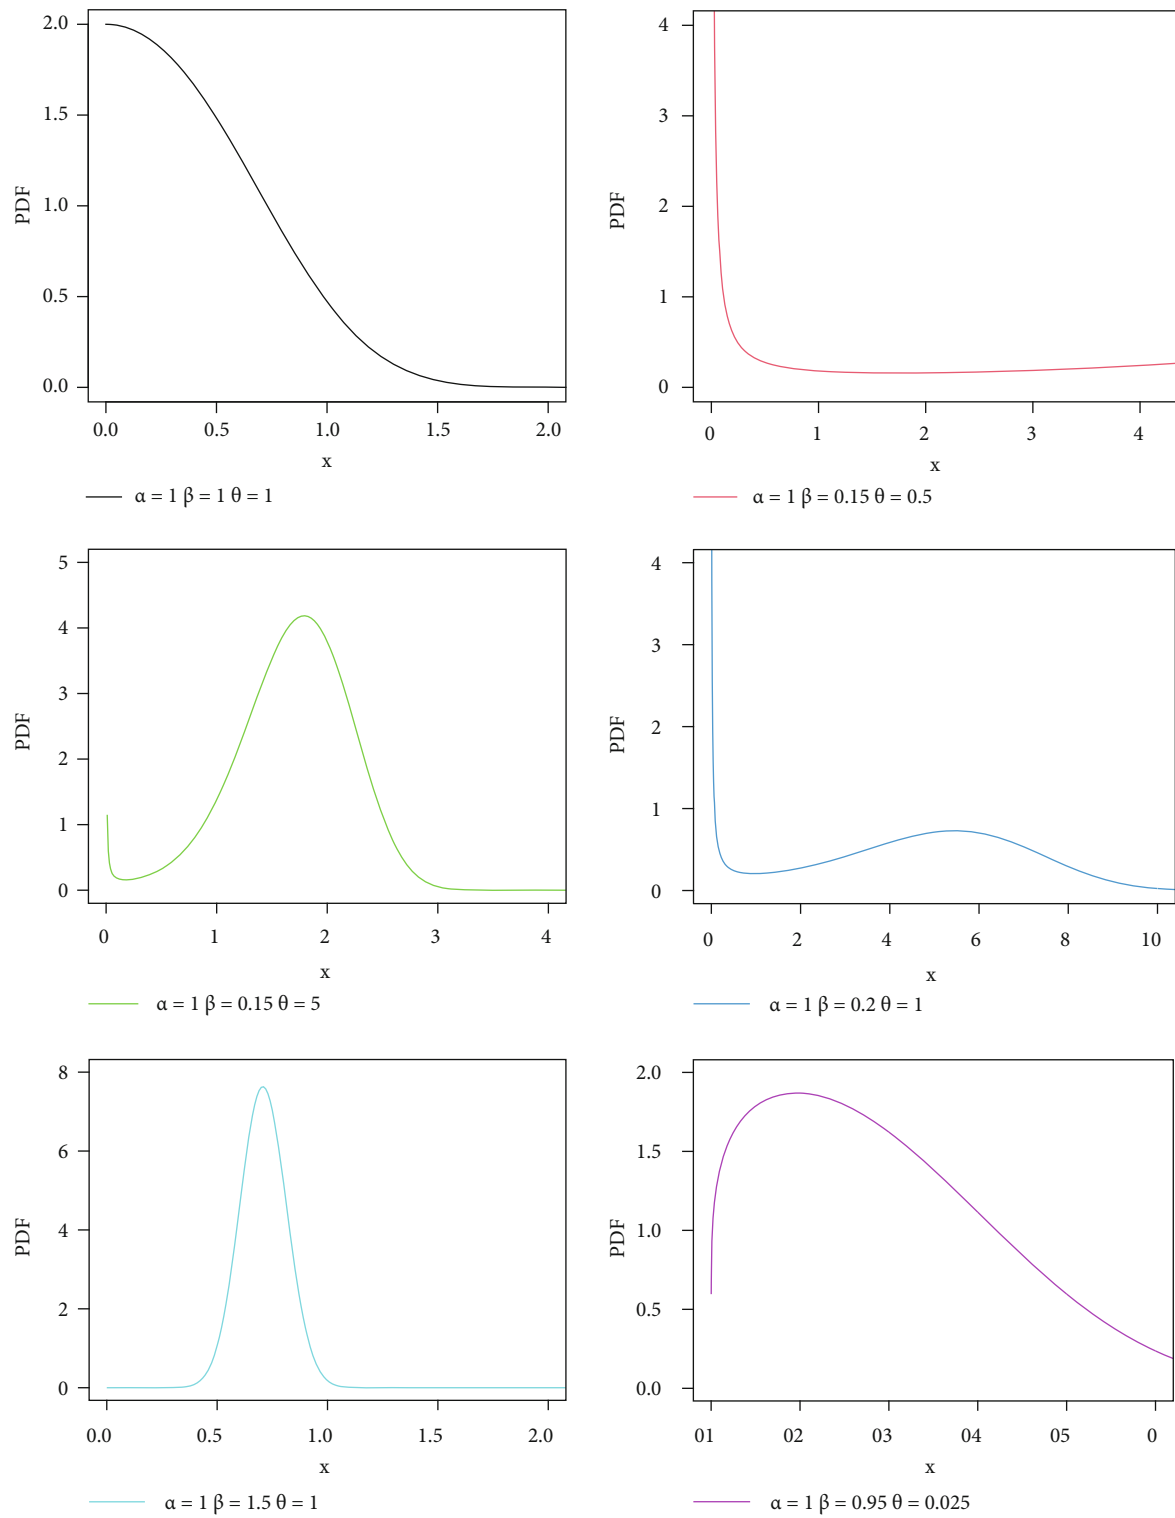 2.0
1.5
1.0
0.5
0.0
PDF
0.0 0.5 1.0 1.5 2.0
x
α = 1 β = 1 θ = 1
4
3
2
1
0
PDF
0 1 2 3 4
x
α = 1 β = 0.15 θ = 0.5
5
4
3
2
1
0
PDF
0 1 2 3 4
x
α = 1 β = 0.15 θ = 5
4
3
2
1
0
PDF
0 2 4 6 8 10
x
α = 1 β = 0.2 θ = 1
8
6
4
2
0
PDF
0.0 0.5 1.0 1.5 2.0
x
α = 1 β = 1.5 θ = 1
2.0
1.5
1.0
0.5
0.0
PDF
01 02 03 04 05 0
x
α = 1 β = 0.95 θ = 0.025